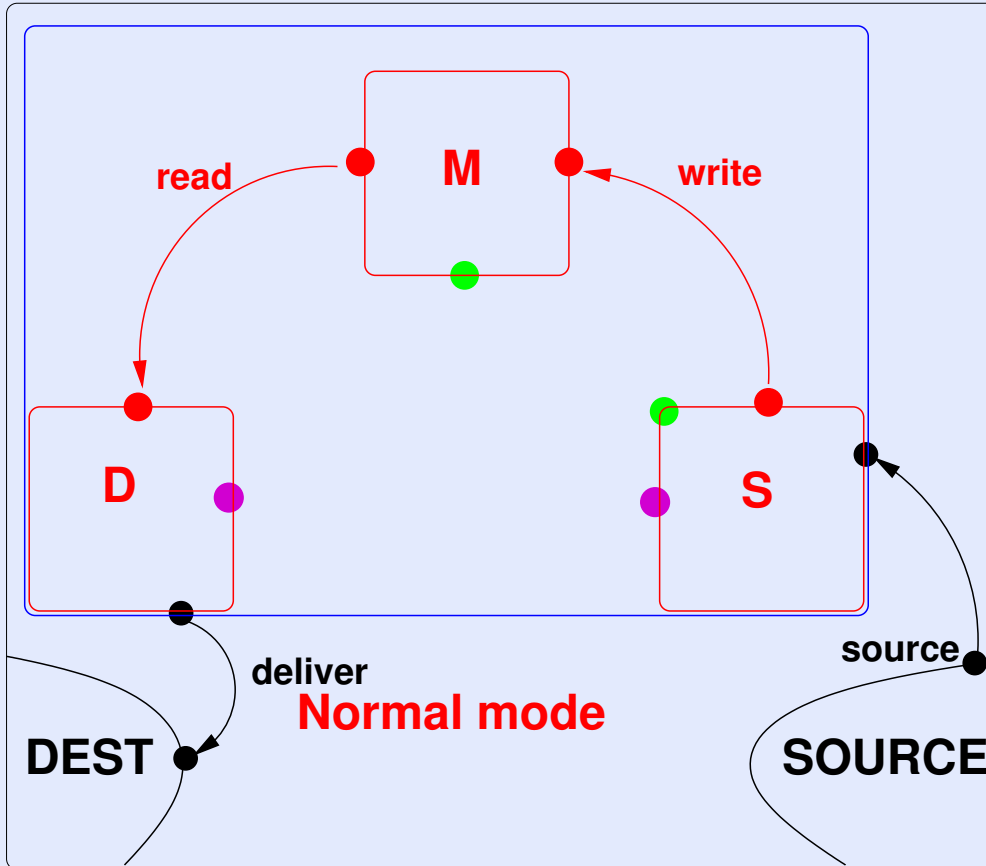 M
read
write
D
S
source
deliver
Normal mode
DEST
SOURCE